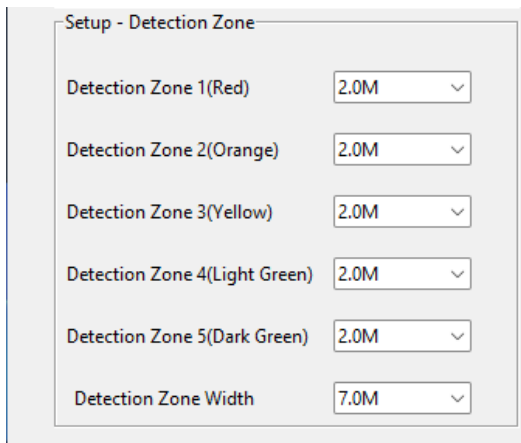 Setup - Detection Zone
Detection Zone 1(Red) 2.0M
Detection Zone 2(Orange) 2.0M
Detection Zone 3(Yellow) 2.0M
Detection Zone 4(Light Green) 2.0M
Detection Zone 5(Dark Green) 2.0M
Detection Zone Width 7.0M